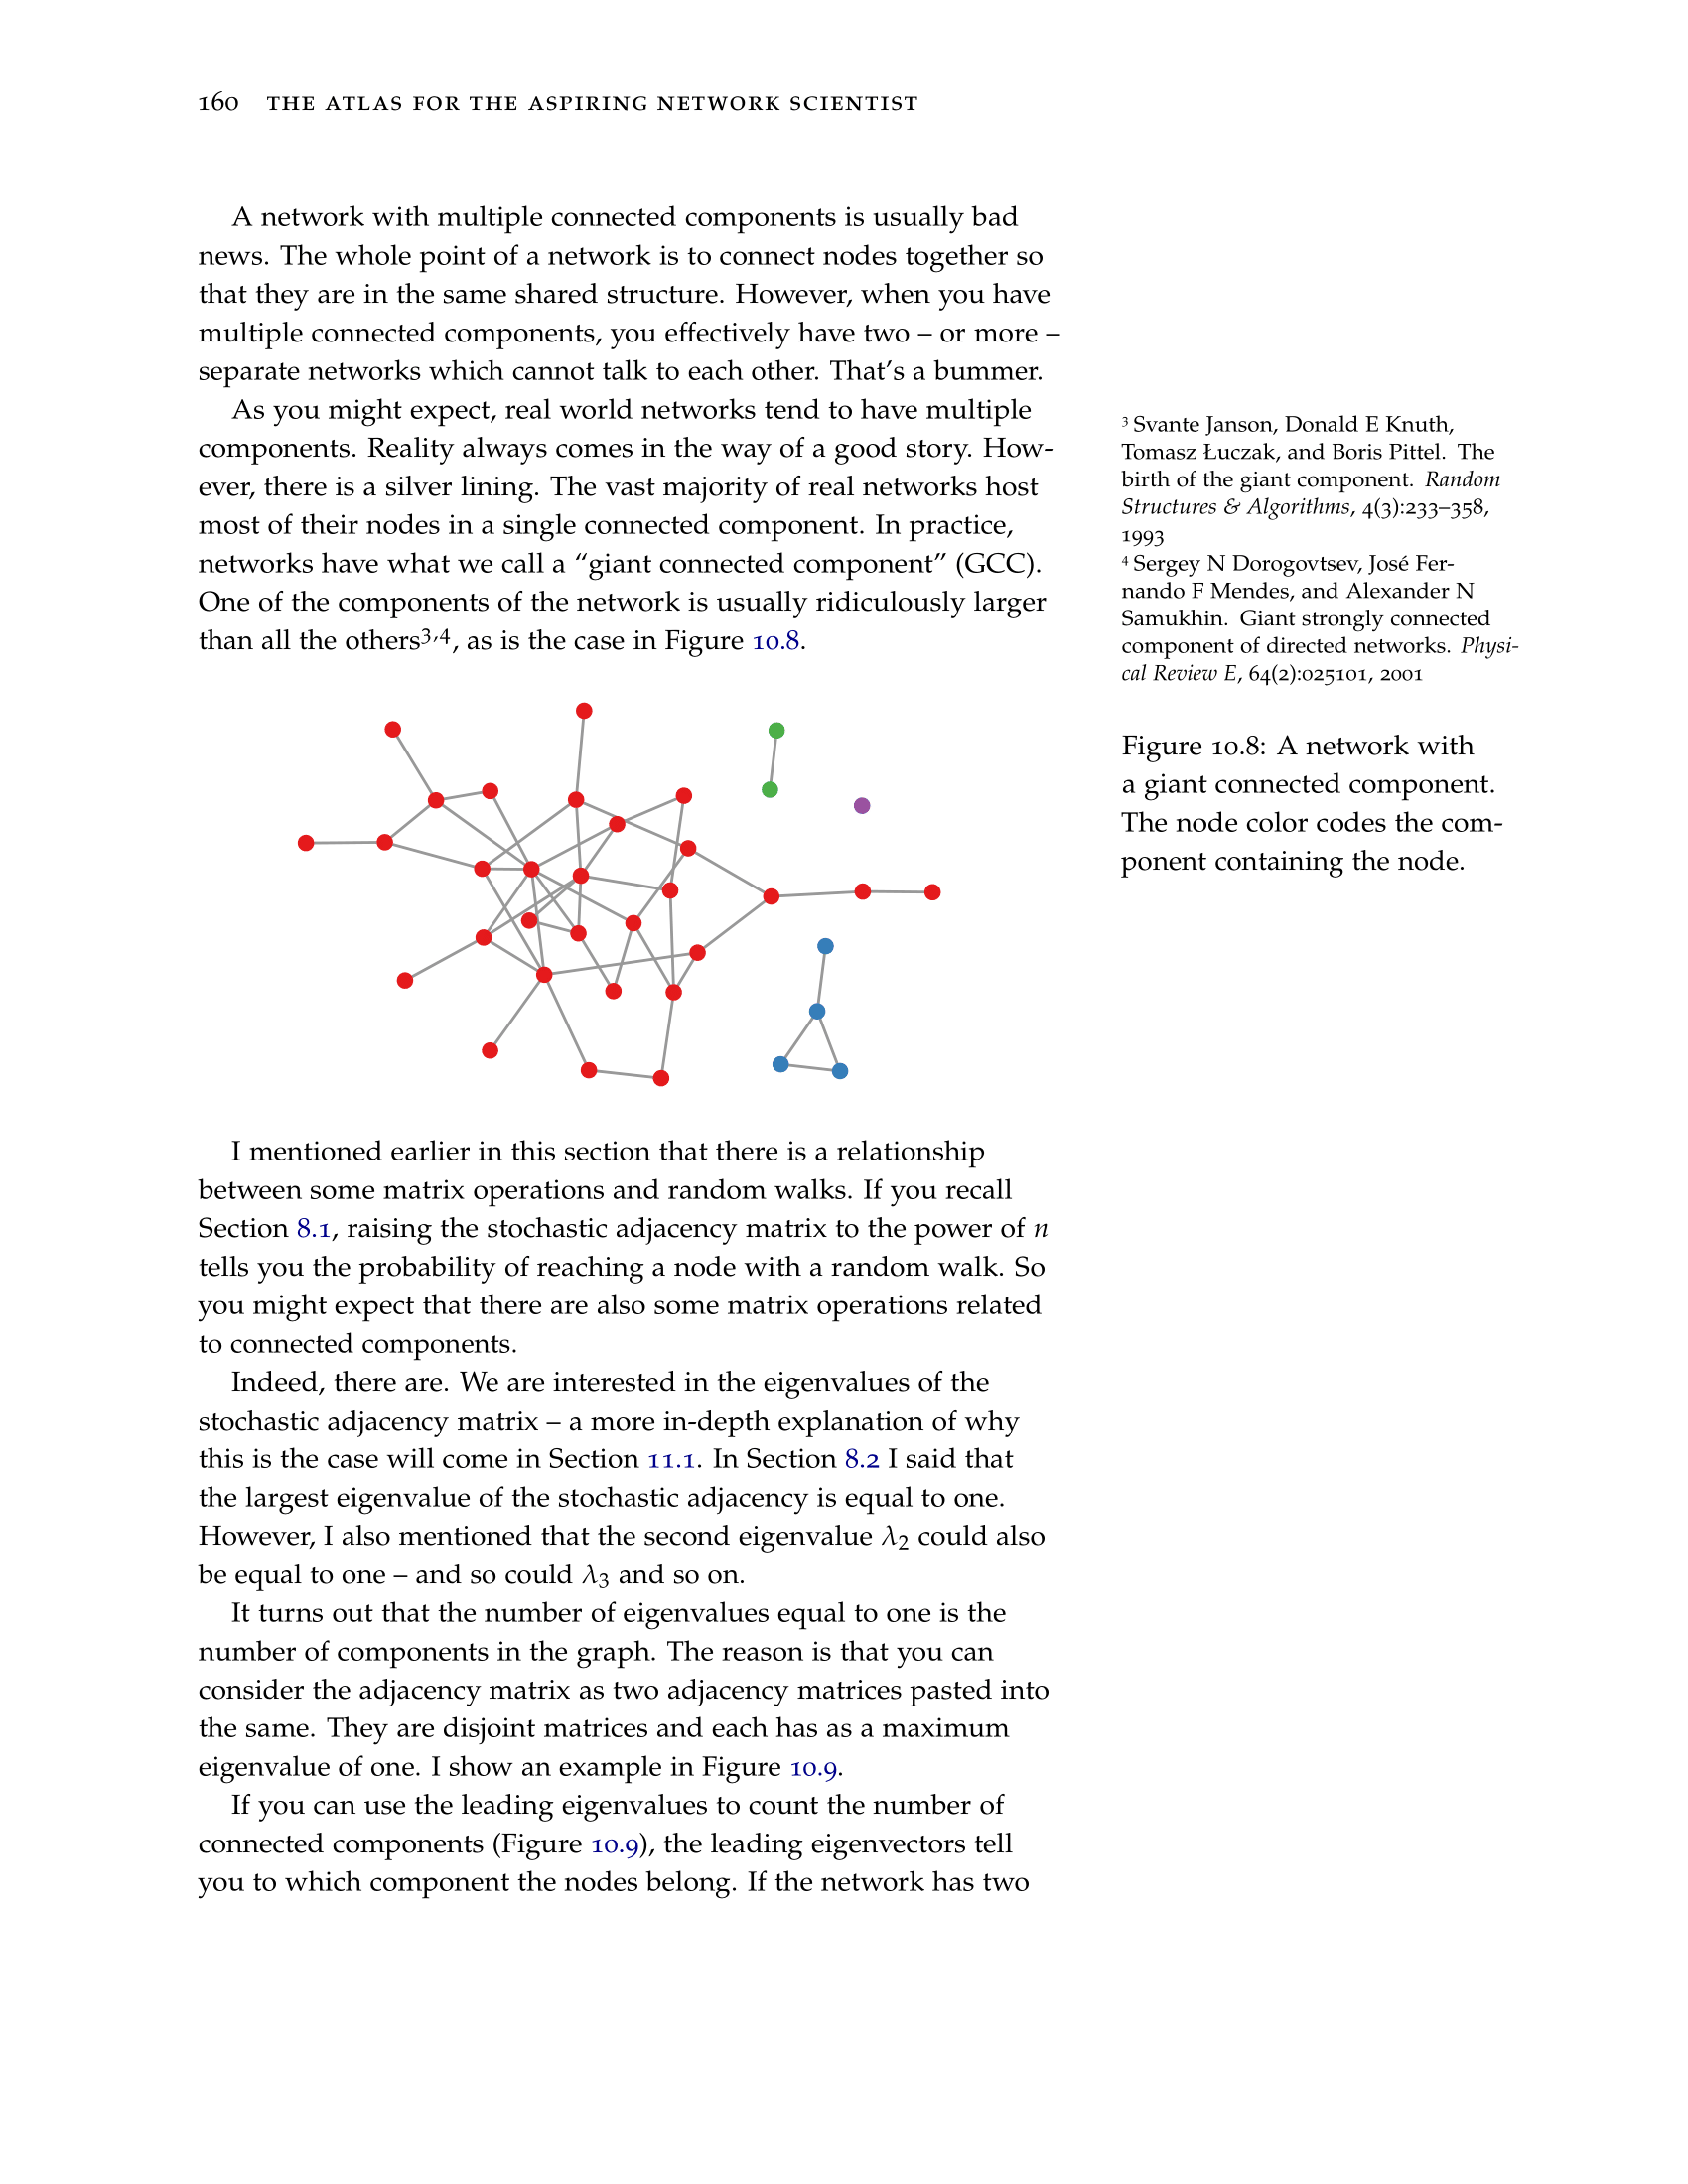 160 THE ATLAS FOR THE ASPIRING NETWORK SCIENTIST
A network with multiple connected components is usually bad
news. The whole point of a network is to connect nodes together so
that they are in the same shared structure. However, when you have
multiple connected components, you effectively have two – or more –
separate networks which cannot talk to each other. That’s a bummer.
As you might expect, real world networks tend to have multiple
components. Reality always comes in the way of a good story. How-
ever, there is a silver lining. The vast majority of real networks host
most of their nodes in a single connected component. In practice,
networks have what we call a “giant connected component” (GCC).
One of the components of the network is usually ridiculously larger
than all the others3,4, as is the case in Figure 10.8.
3 Svante Janson, Donald E Knuth,
Tomasz Łuczak, and Boris Pittel. The
birth of the giant component. Random
Structures & Algorithms, 4(3):233–358,
1993
4 Sergey N Dorogovtsev, José Fer-
nando F Mendes, and Alexander N
Samukhin. Giant strongly connected
component of directed networks. Physi-
cal Review E, 64(2):025101, 2001
Figure 10.8: A network with
a giant connected component.
The node color codes the com-
ponent containing the node.
I mentioned earlier in this section that there is a relationship
between some matrix operations and random walks. If you recall
Section 8.1, raising the stochastic adjacency matrix to the power of n
tells you the probability of reaching a node with a random walk. So
you might expect that there are also some matrix operations related
to connected components.
Indeed, there are. We are interested in the eigenvalues of the
stochastic adjacency matrix – a more in-depth explanation of why
this is the case will come in Section 11.1. In Section 8.2 I said that
the largest eigenvalue of the stochastic adjacency is equal to one.
However, I also mentioned that the second eigenvalue λ2 could also
be equal to one – and so could λ3 and so on.
It turns out that the number of eigenvalues equal to one is the
number of components in the graph. The reason is that you can
consider the adjacency matrix as two adjacency matrices pasted into
the same. They are disjoint matrices and each has as a maximum
eigenvalue of one. I show an example in Figure 10.9.
If you can use the leading eigenvalues to count the number of
connected components (Figure 10.9), the leading eigenvectors tell
you to which component the nodes belong. If the network has two